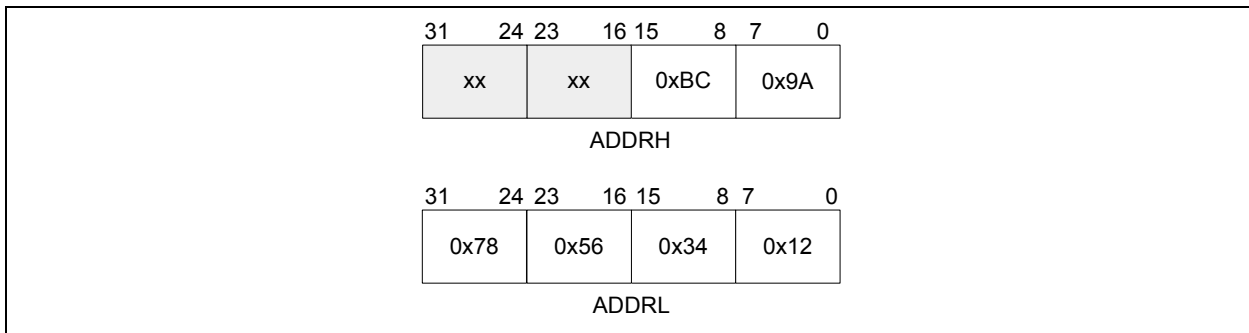 31 24 23 16 15 8 7 0
xx xx 0xBC 0x9A
ADDRH
31 24 23 16 15 8 7 0
0x78 0x56 0x34 0x12
ADDRL